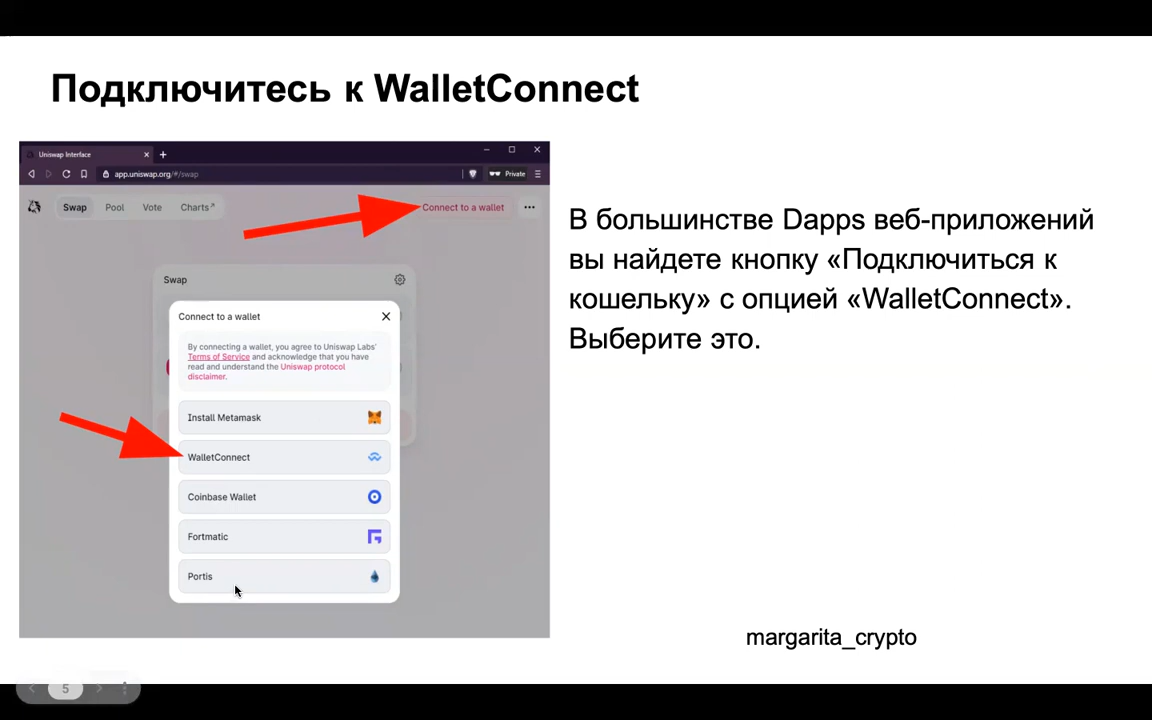 Подключитесь к WalletConnect
Uniswap Interface
app.uniswap.org/#/swap
Private
Swap
Pool
Vote
Charts
Connect to a wallet
Swap
Connect to a wallet
By connecting a wallet, you agree to Uniswap Labs'
Terms of Service and acknowledge that you have
read and understand the Uniswap protocol
disclaimer.
Install Metamask
WalletConnect
Coinbase Wallet
Fortmatic
Portis
В большинстве Dapps веб-приложений
вы найдете кнопку «Подключиться к
кошельку» с опцией «WalletConnect».
Выберите это.
margarita_crypto
5